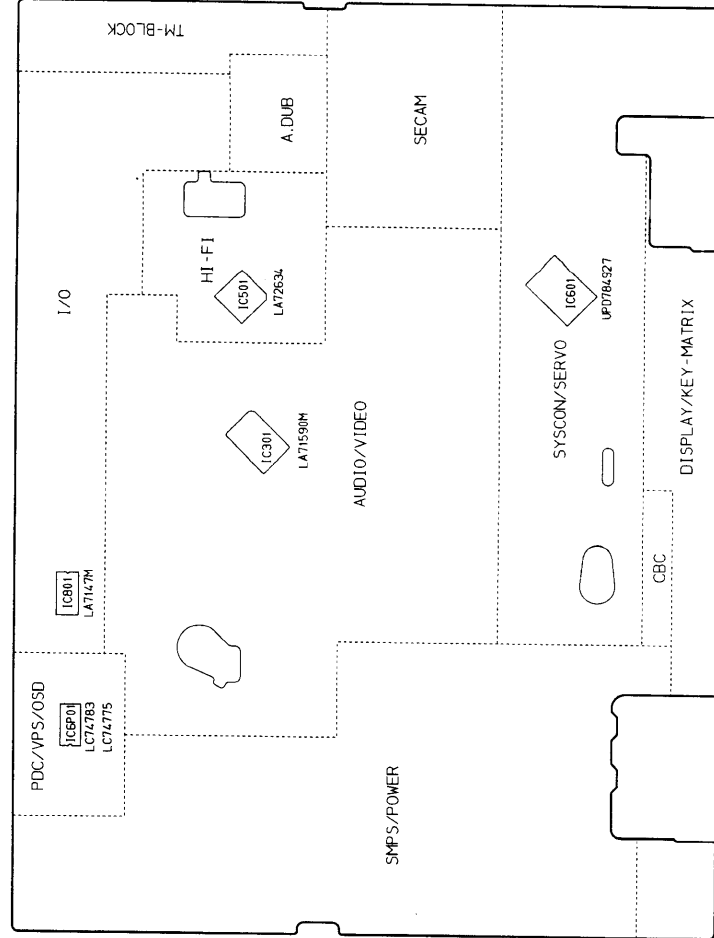 TM-BLOCK
A.DUB
SECAM
HI-FI
IC501
LA72634
I/O
IC601
UPD784927
SYSCON/SERVO
DISPLAY/KEY-MATRIX
IC301
LA71590M
AUDIO/VIDEO
IC801
LA7147M
CBC
PDC/VPS/OSD
IC6P01
LC74783
LC74775
SMPS/POWER